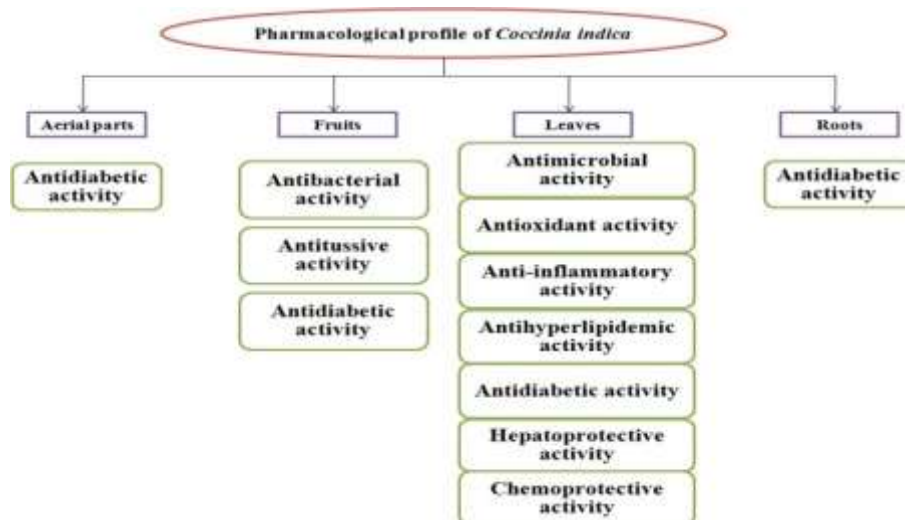 Pharmacological profile of Coccinia indica
Aerial parts
Antidiabetic
activity
Fruits
Antibacterial
activity
Antitussive
activity
Antidiabetic
activity
Leaves
Antimicrobial
activity
Antioxidant activity
Anti-inflammatory
activity
Antihyperlipidemic
activity
Antidiabetic activity
Hepatoprotective
activity
Chemoprotective
activity
Roots
Antidiabetic
activity